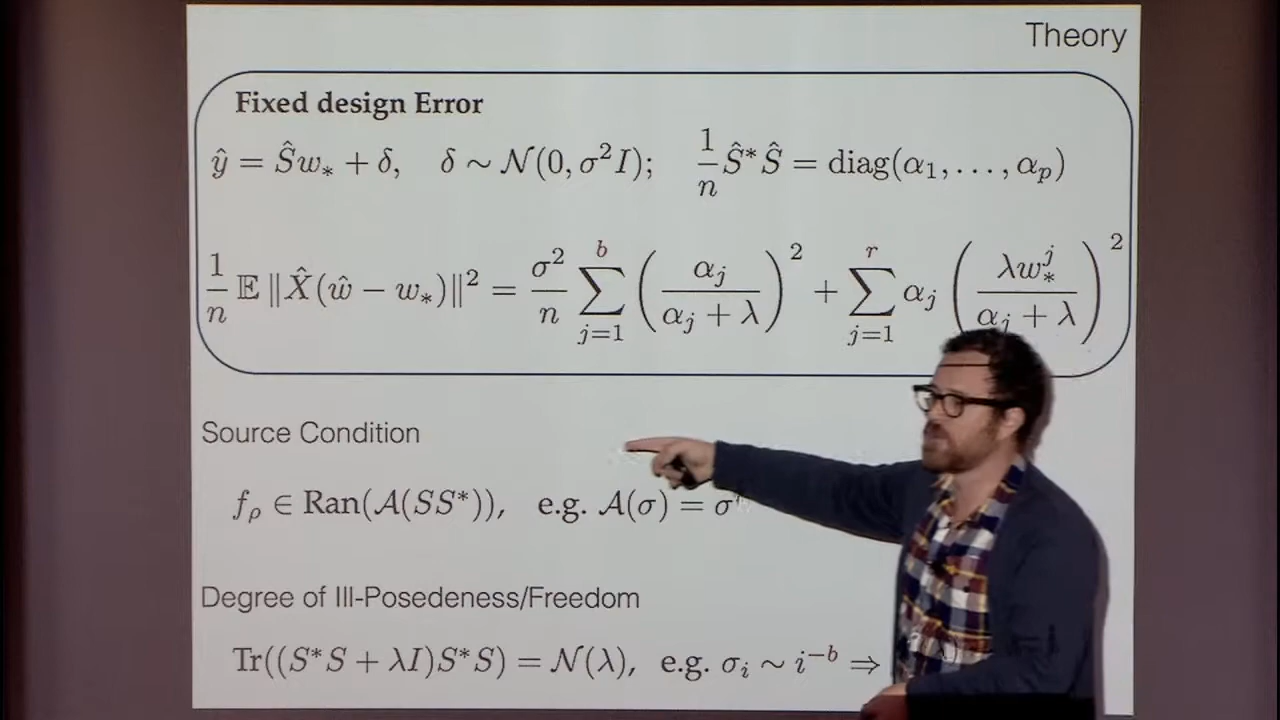 Theory
Fixed design Error
ŷ = Ŝw_* + δ, δ ∼ 𝒩(0, σ²I); 1/n Ŝ*Ŝ = diag(α₁, …, α_p)
1/n 𝔼 ‖X̂(ŵ − w_*)‖² = σ²/n ∑_{j=1}^{b} (α_j/(α_j + λ))² + ∑_{j=1}^{r} α_j (λw_*^j/(α_j + λ))²
Source Condition
f_ρ ∈ Ran(𝒜(SS*)), e.g. 𝒜(σ) = σ
Degree of Ill-Posedeness/Freedom
Tr((S*S + λI)S*S) = 𝒩(λ), e.g. σ_i ∼ i^{−b} ⇒